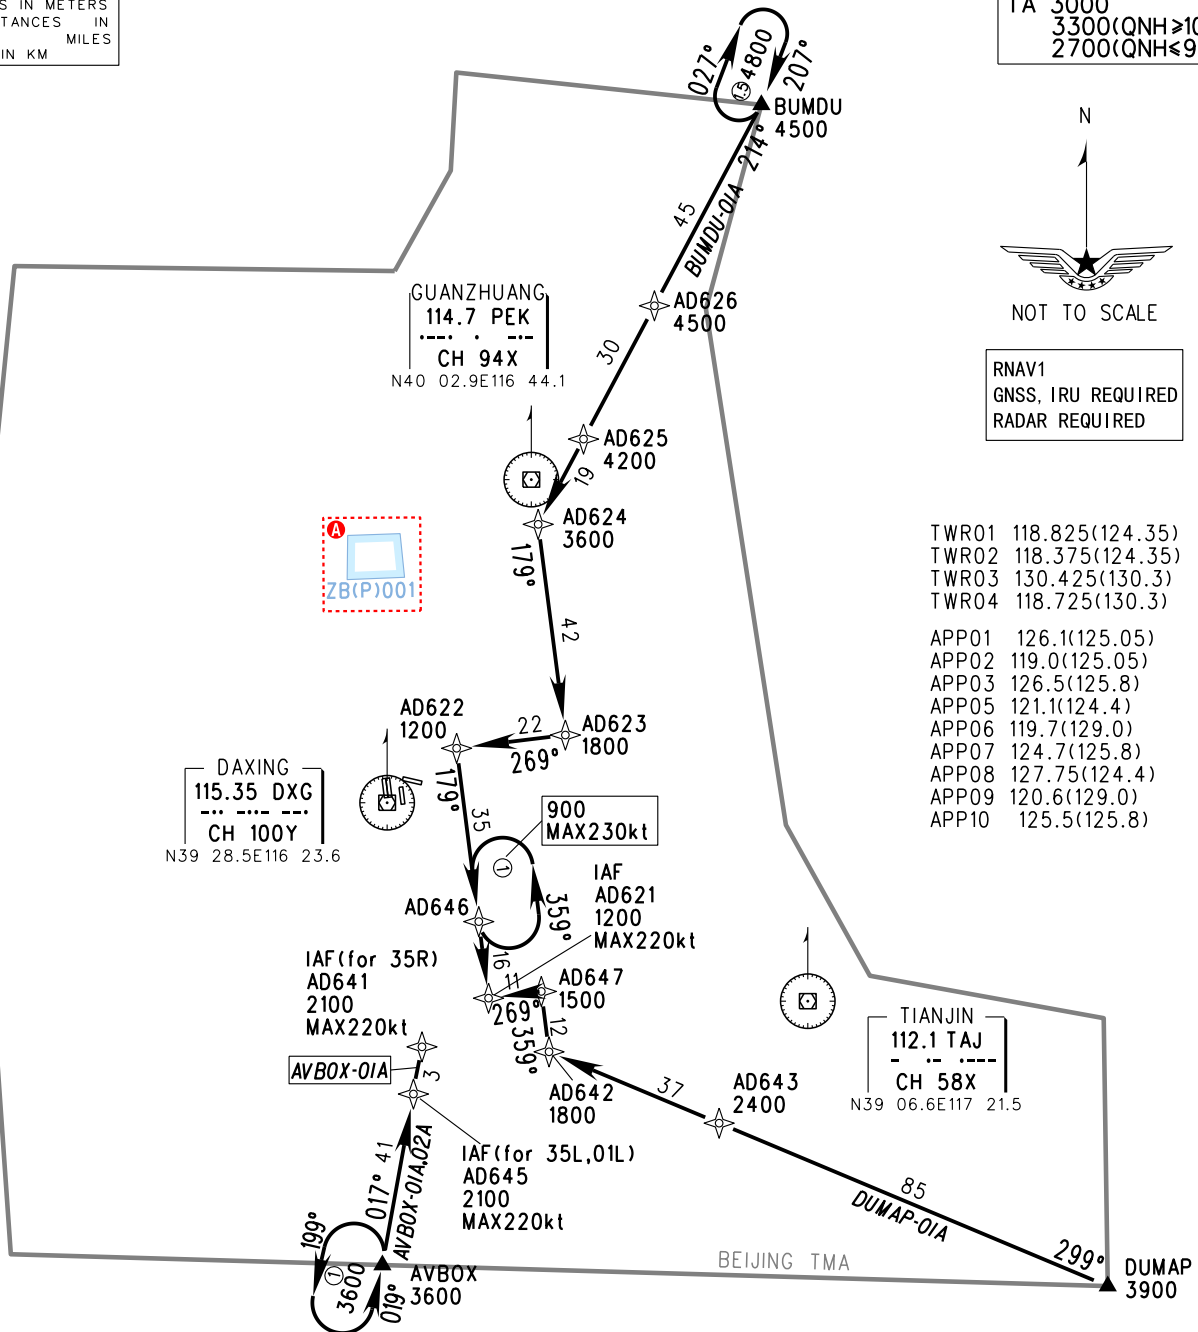 S IN METERS
TANCES IN
MILES
IN KM
TA 3000
3300(QNH≥10
2700(QNH≤9
027°
1.5
4800
207°
BUMDU
4500
214°
BUMDU-01A
45
N
NOT TO SCALE
GUANZHUANG
114.7 PEK
CH 94X
N40 02.9E116 44.1
AD626
4500
30
RNAV1
GNSS, IRU REQUIRED
RADAR REQUIRED
AD625
4200
19
AD624
3600
179°
A
ZB(P)001
TWR01 118.825(124.35)
TWR02 118.375(124.35)
TWR03 130.425(130.3)
TWR04 118.725(130.3)
APP01 126.1(125.05)
APP02 119.0(125.05)
APP03 126.5(125.8)
APP05 121.1(124.4)
APP06 119.7(129.0)
APP07 124.7(125.8)
APP08 127.75(124.4)
APP09 120.6(129.0)
APP10 125.5(125.8)
42
AD622
1200
22
269°
AD623
1800
DAXING
115.35 DXG
CH 100Y
N39 28.5E116 23.6
179°
35
900
MAX230kt
1
359°
AD646
IAF
AD621
1200
MAX220kt
16
11
269°
AD647
1500
IAF(for 35R)
AD641
2100
MAX220kt
12
359°
AVBOX-01A
3
AD642
1800
37
AD643
2400
TIANJIN
112.1 TAJ
CH 58X
N39 06.6E117 21.5
IAF(for 35L,01L)
AD645
2100
MAX220kt
017°
41
AVBOX-01A,02A
85
DUMAP-01A
299°
DUMAP
3900
199°
1
3600
019°
AVBOX
3600
BEIJING TMA